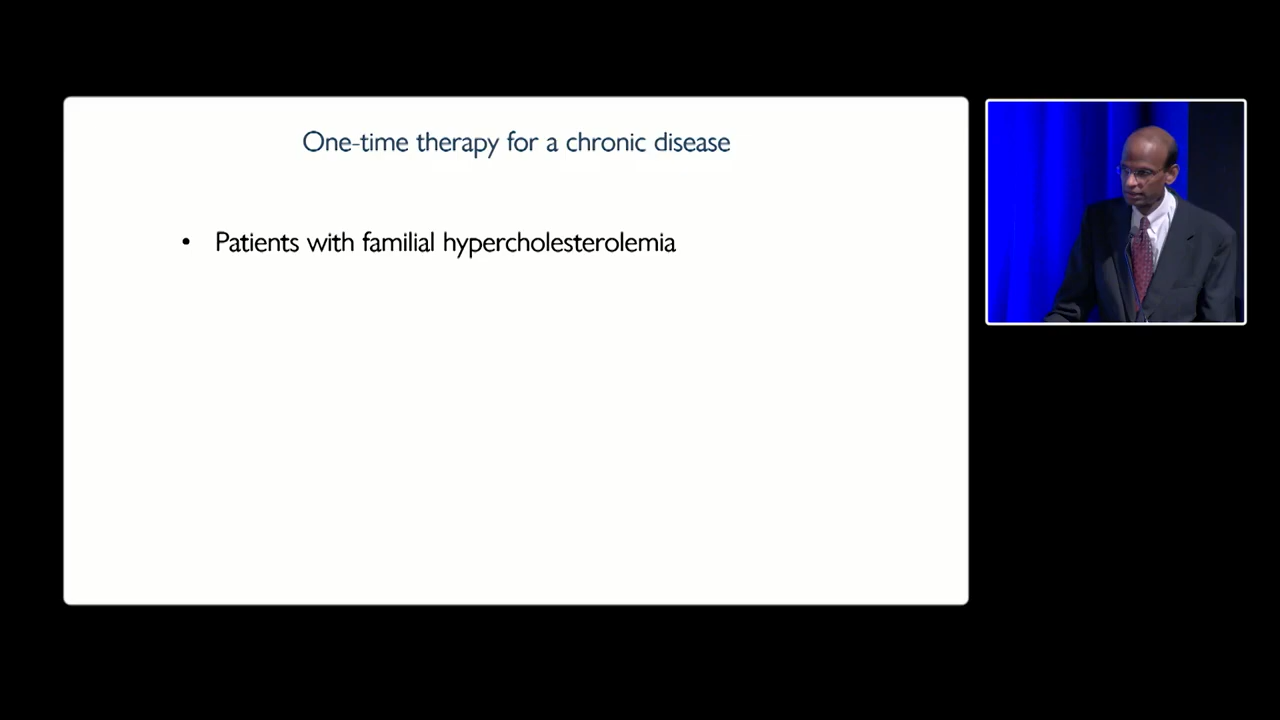 One-time therapy for a chronic disease
• Patients with familial hypercholesterolemia